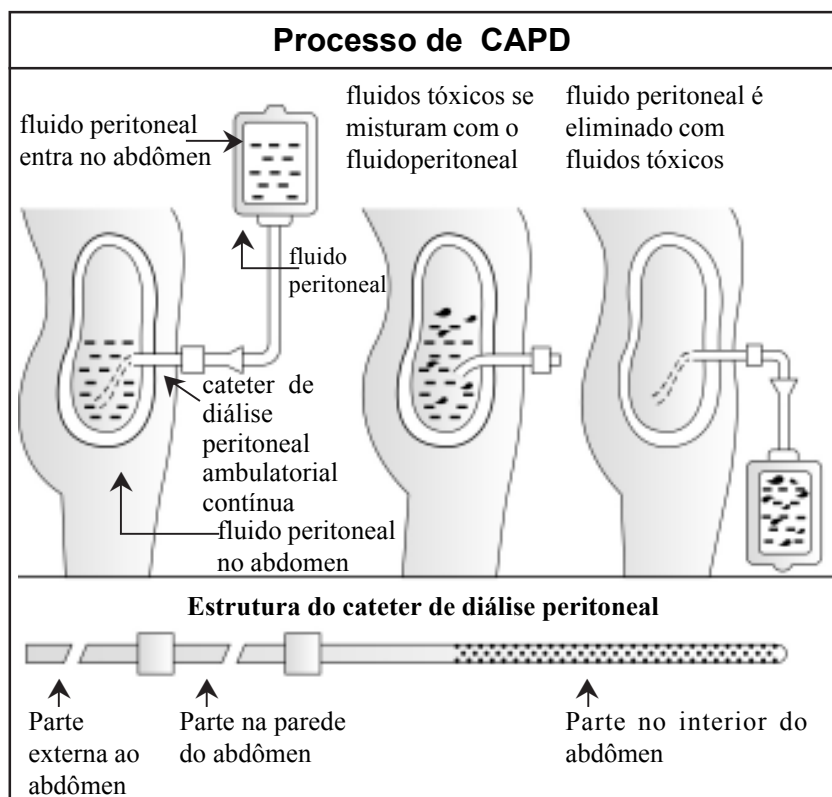 Processo de CAPD
fluido peritoneal
entra no abdômen
fluidos tóxicos se
misturam com o
fluidoperitoneal
fluido peritoneal é
eliminado com
fluidos tóxicos
fluido
peritoneal
cateter de
diálise
peritoneal
ambulatorial
contínua
fluido peritoneal
no abdomen
Estrutura do cateter de diálise peritoneal
Parte
externa ao
abdômen
Parte na parede
do abdômen
Parte no interior do
abdômen